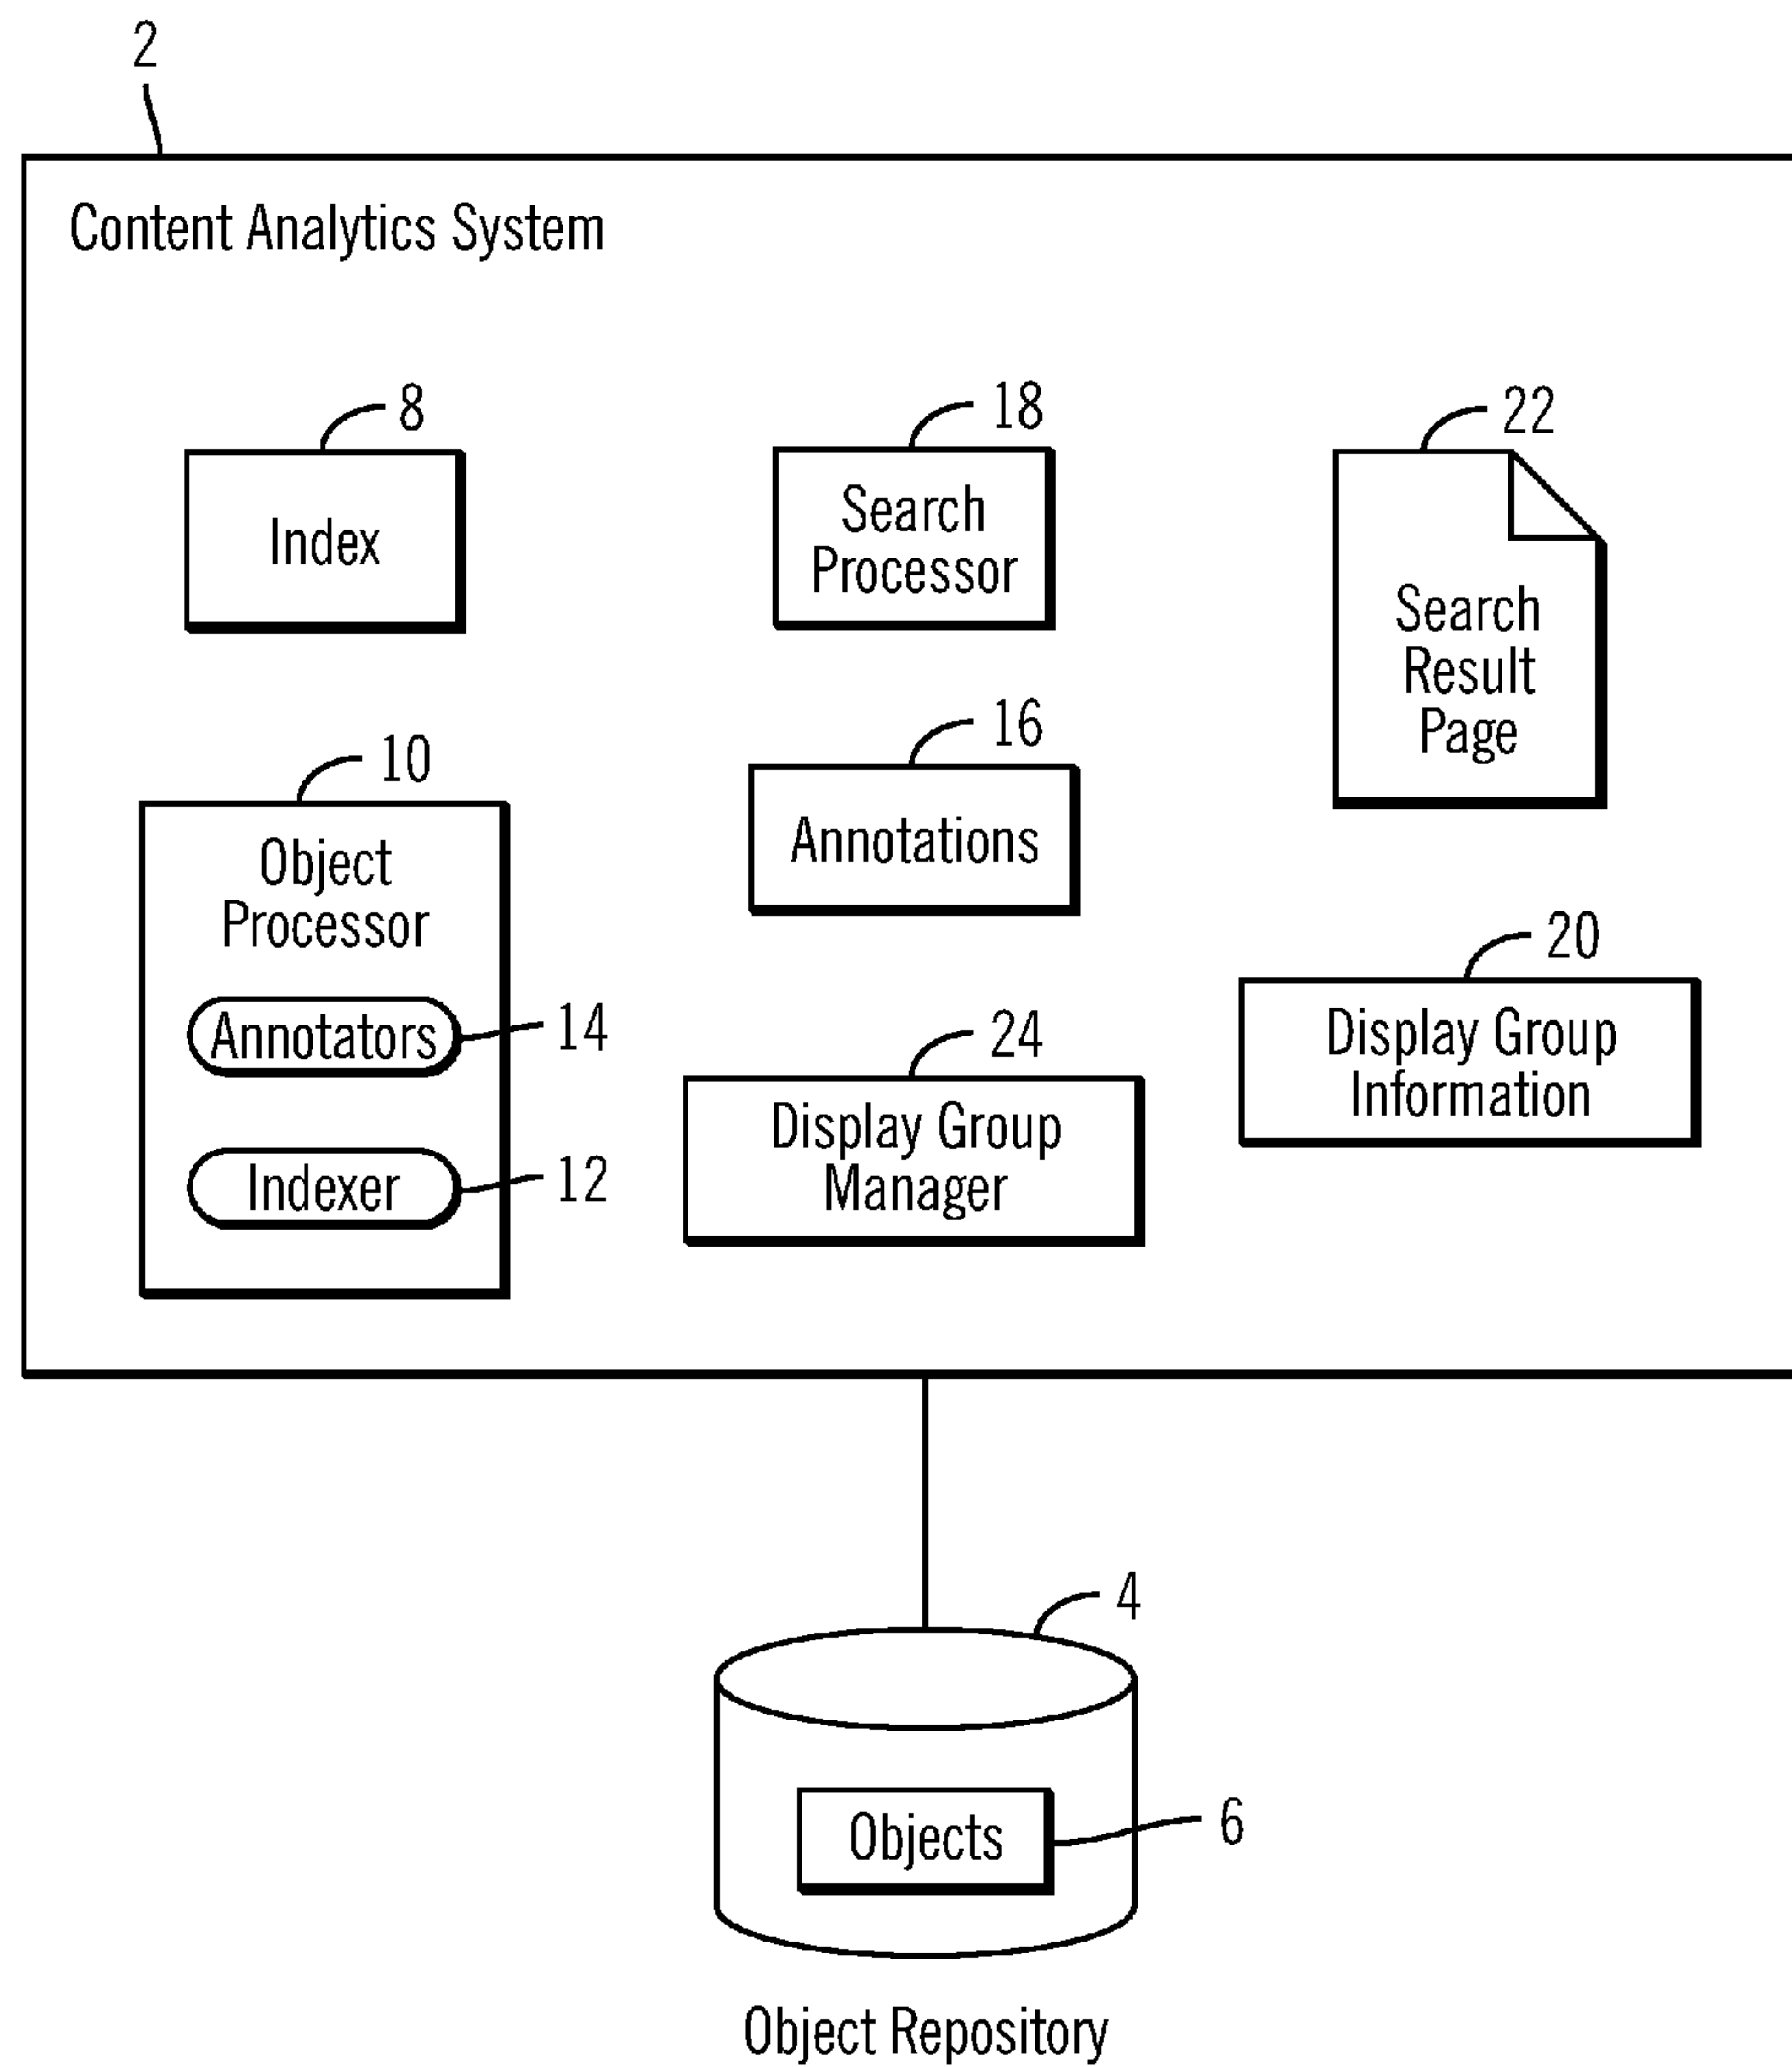 2
Content Analytics System
8
Index
18
Search
Processor
22
Search
Result
Page
10
Object
Processor
Annotators
14
Indexer
12
16
Annotations
24
Display Group
Manager
20
Display Group
Information
4
Objects
6
Object Repository